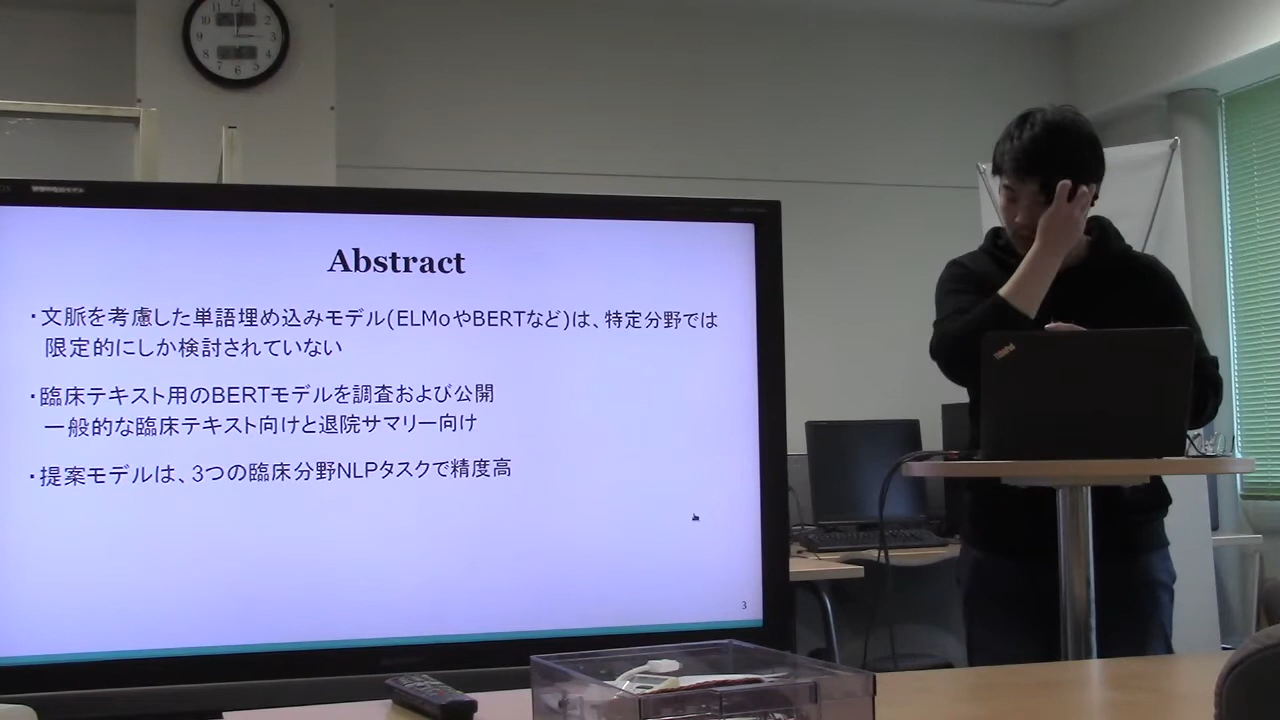 Abstract
・文脈を考慮した単語埋め込みモデル(ELMoやBERTなど)は、特定分野では
限定的にしか検討されていない
・臨床テキスト用のBERTモデルを調査および公開
一般的な臨床テキスト向けと退院サマリー向け
・提案モデルは、3つの臨床分野NLPタスクで精度高
3
ThinkPad